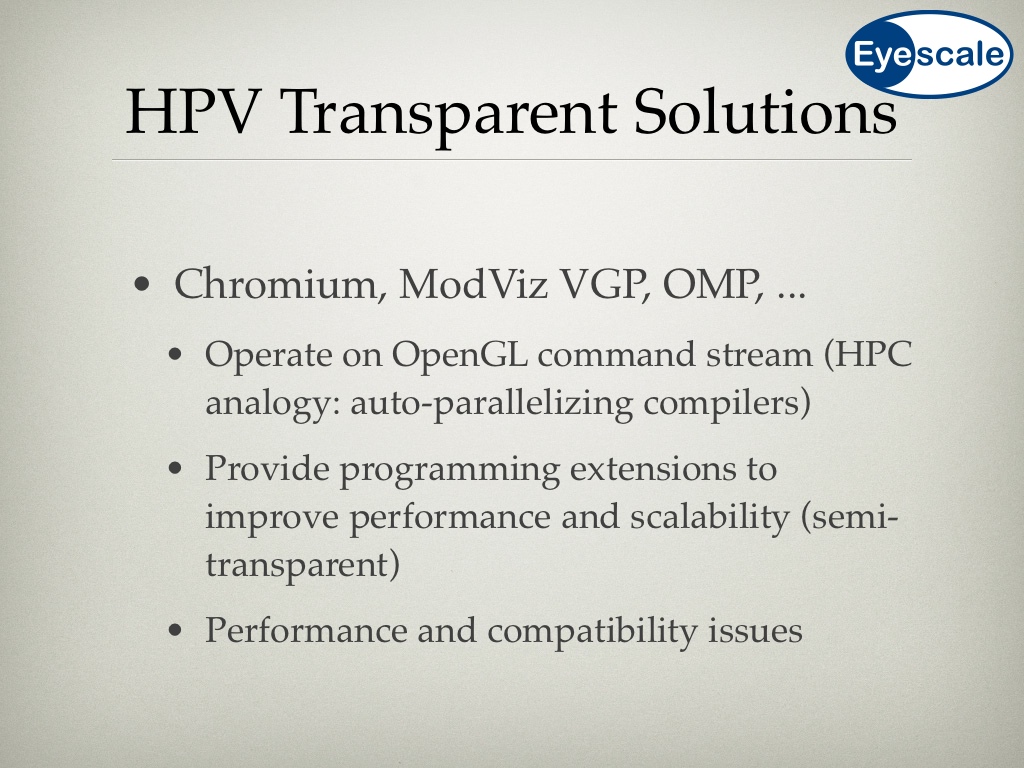 Eyescale
HPV Transparent Solutions
• Chromium, ModViz VGP, OMP, ...
• Operate on OpenGL command stream (HPC
analogy: auto-parallelizing compilers)
• Provide programming extensions to
improve performance and scalability (semi-
transparent)
• Performance and compatibility issues